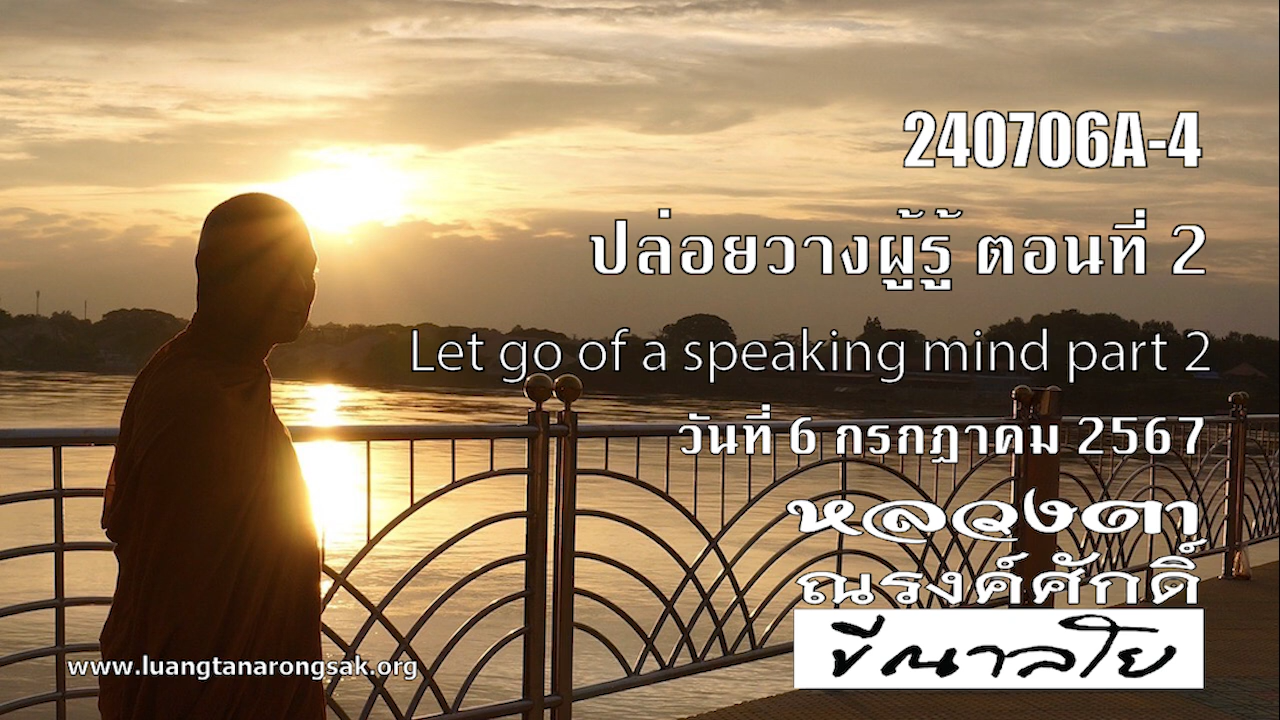 240706A-4
ปล่อยวางผู้รู้ ตอนที่ 2
Let go of a speaking mind part 2
วันที่ 6 กรกฎาคม 2567
หลวงตา
ณรงค์ศักดิ์
ขีณาลโย
www.luangtanarongsak.org